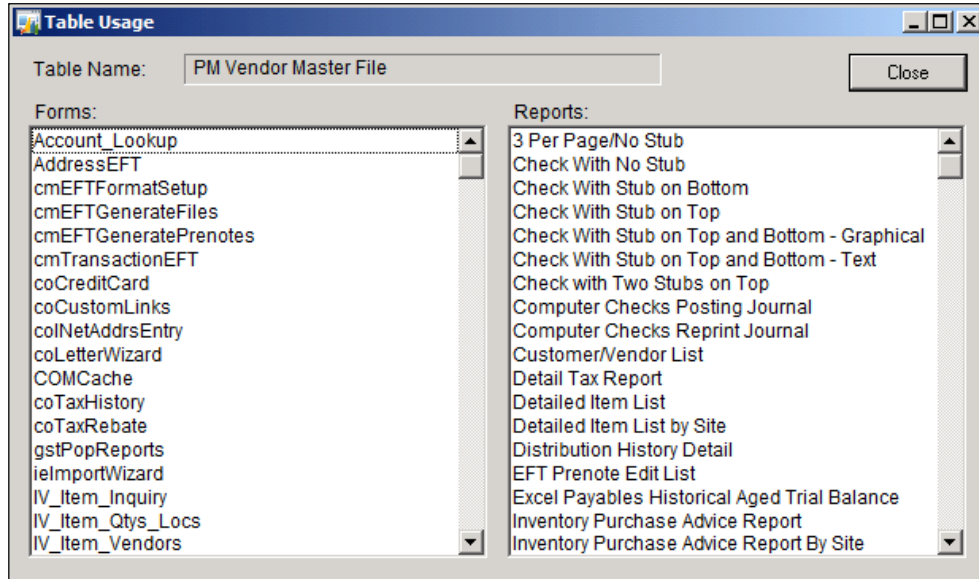 Table Usage
Table Name: PM Vendor Master File
Close
Forms:
Account_Lookup
AddressEFT
cmEFTFormatSetup
cmEFTGenerateFiles
cmEFTGeneratePrenotes
cmTransactionEFT
coCreditCard
coCustomLinks
coINetAddrsEntry
coLetterWizard
COMCache
coTaxHistory
coTaxRebate
gstPopReports
ieImportWizard
IV_Item_Inquiry
IV_Item_Qtys_Locs
IV_Item_Vendors
Reports:
3 Per Page/No Stub
Check With No Stub
Check With Stub on Bottom
Check With Stub on Top
Check With Stub on Top and Bottom - Graphical
Check With Stub on Top and Bottom - Text
Check with Two Stubs on Top
Computer Checks Posting Journal
Computer Checks Reprint Journal
Customer/Vendor List
Detail Tax Report
Detailed Item List
Detailed Item List by Site
Distribution History Detail
EFT Prenote Edit List
Excel Payables Historical Aged Trial Balance
Inventory Purchase Advice Report
Inventory Purchase Advice Report By Site